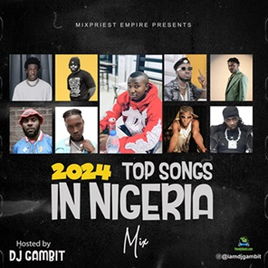 MIXPRIEST EMPIRE PRESENTS
2024 TOP SONGS
IN NIGERIA
Mix
Hosted by
DJ GAMBIT
@iamdjgambit